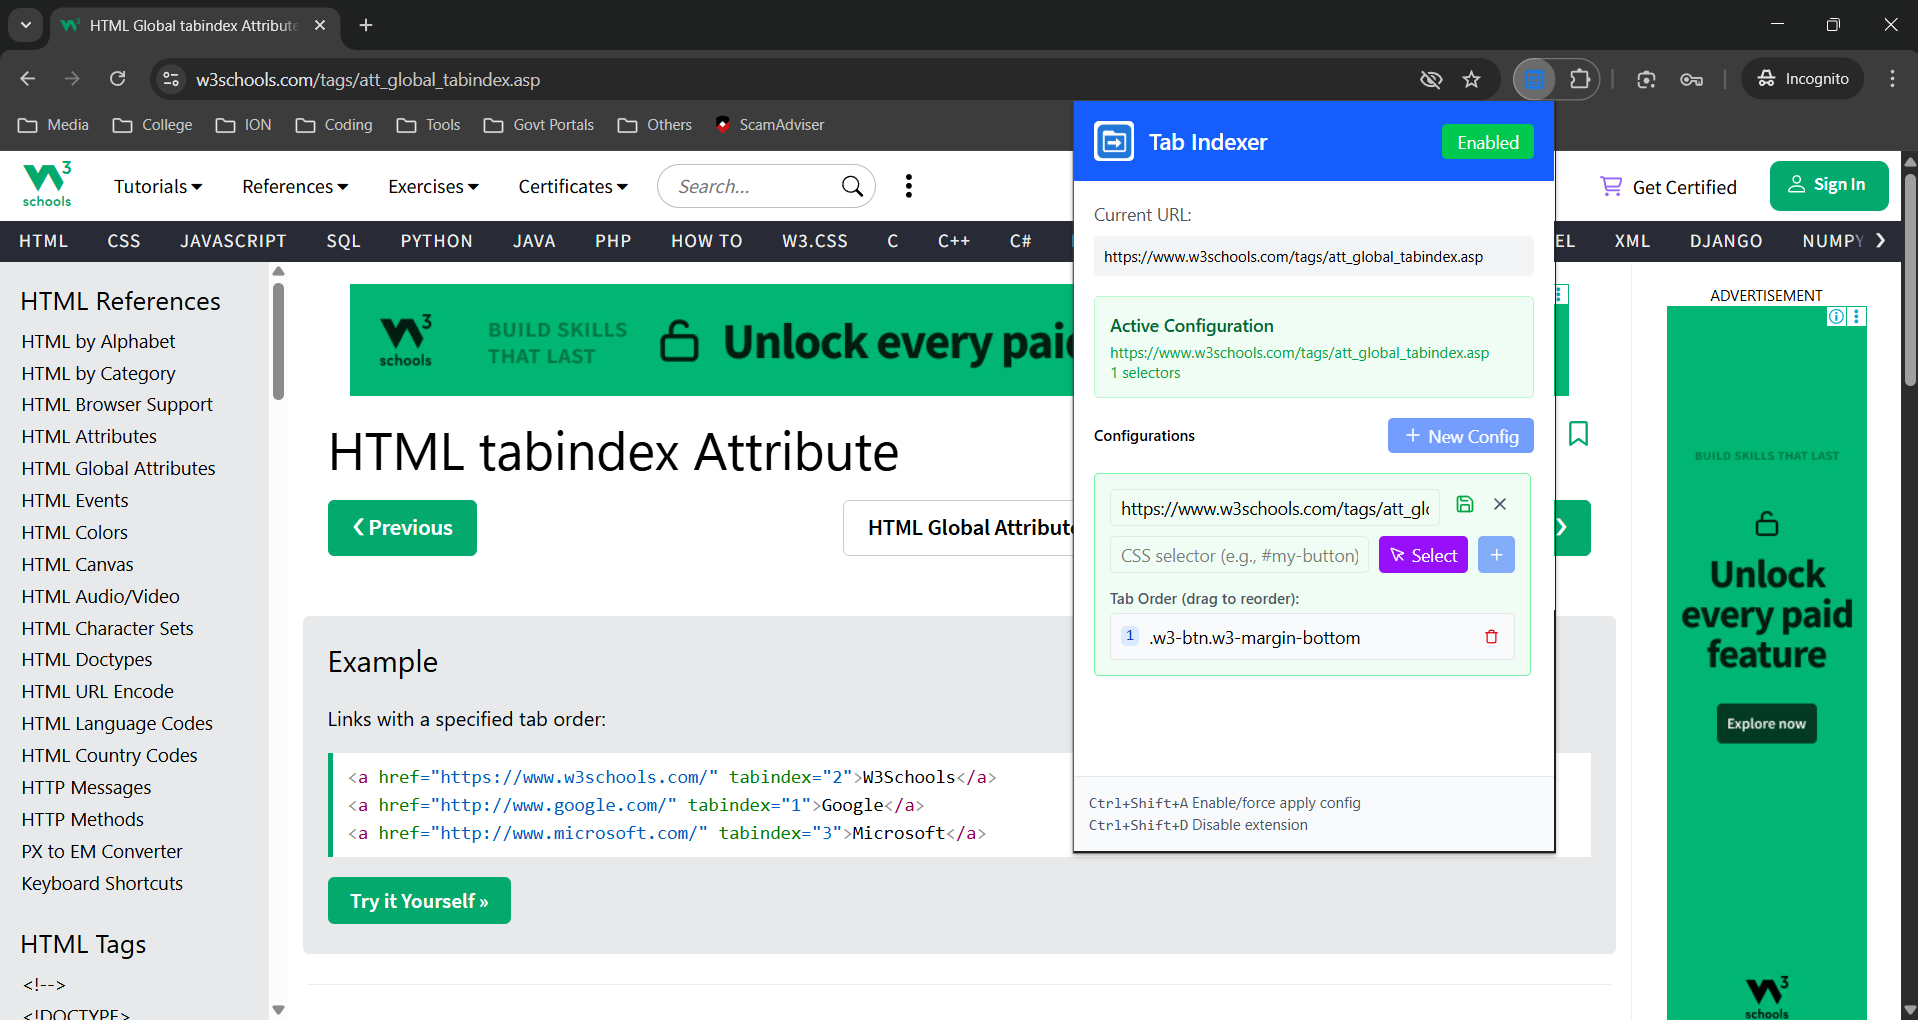 HTML Global tabindex Attribute
w3schools.com/tags/att_global_tabindex.asp
Incognito
Media
College
ION
Coding
Tools
Govt Portals
Others
ScamAdviser
W3 schools
Tutorials
References
Exercises
Certificates
Search...
Get Certified
Sign In
HTML
CSS
JAVASCRIPT
SQL
PYTHON
JAVA
PHP
HOW TO
W3.CSS
C
C++
C#
EL
XML
DJANGO
NUMPY
HTML References
HTML by Alphabet
HTML by Category
HTML Browser Support
HTML Attributes
HTML Global Attributes
HTML Events
HTML Colors
HTML Canvas
HTML Audio/Video
HTML Character Sets
HTML Doctypes
HTML URL Encode
HTML Language Codes
HTML Country Codes
HTTP Messages
HTTP Methods
PX to EM Converter
Keyboard Shortcuts
HTML Tags
<!-->
<!DOCTYPE>
W3 schools
BUILD SKILLS
THAT LAST
Unlock every paid
HTML tabindex Attribute
❮ Previous
HTML Global Attribute
❯
Example
Links with a specified tab order:
<a href="https://www.w3schools.com/" tabindex="2">W3Schools</a>
<a href="http://www.google.com/" tabindex="1">Google</a>
<a href="http://www.microsoft.com/" tabindex="3">Microsoft</a>
Try it Yourself »
Tab Indexer
Enabled
Current URL:
https://www.w3schools.com/tags/att_global_tabindex.asp
Active Configuration
https://www.w3schools.com/tags/att_global_tabindex.asp
1 selectors
Configurations
+ New Config
https://www.w3schools.com/tags/att_glo
CSS selector (e.g., #my-button)
Select
+
Tab Order (drag to reorder):
1 .w3-btn.w3-margin-bottom
Ctrl+Shift+A Enable/force apply config
Ctrl+Shift+D Disable extension
ADVERTISEMENT
BUILD SKILLS THAT LAST
Unlock
every paid
feature
Explore now
W3 schools